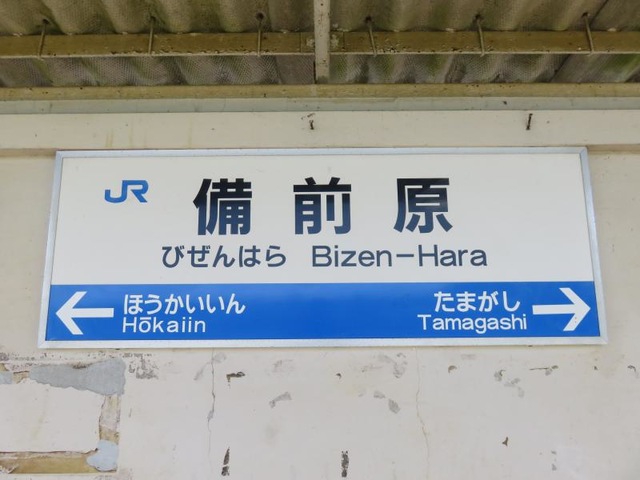 JR 備前原
びぜんはら Bizen-Hara
ほうかいいん たまがし
Hōkaiin Tamagashi